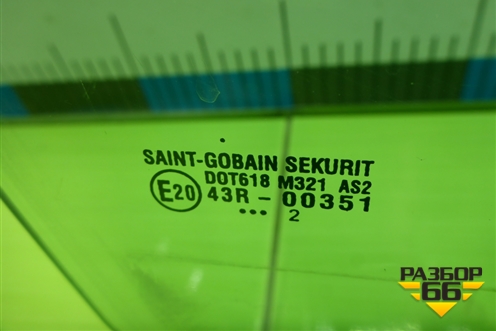 SAINT-GOBAIN SEKURIT
E20
DOT618 M321 AS2
43R - 00351
••• 2
РАЗБОР
66